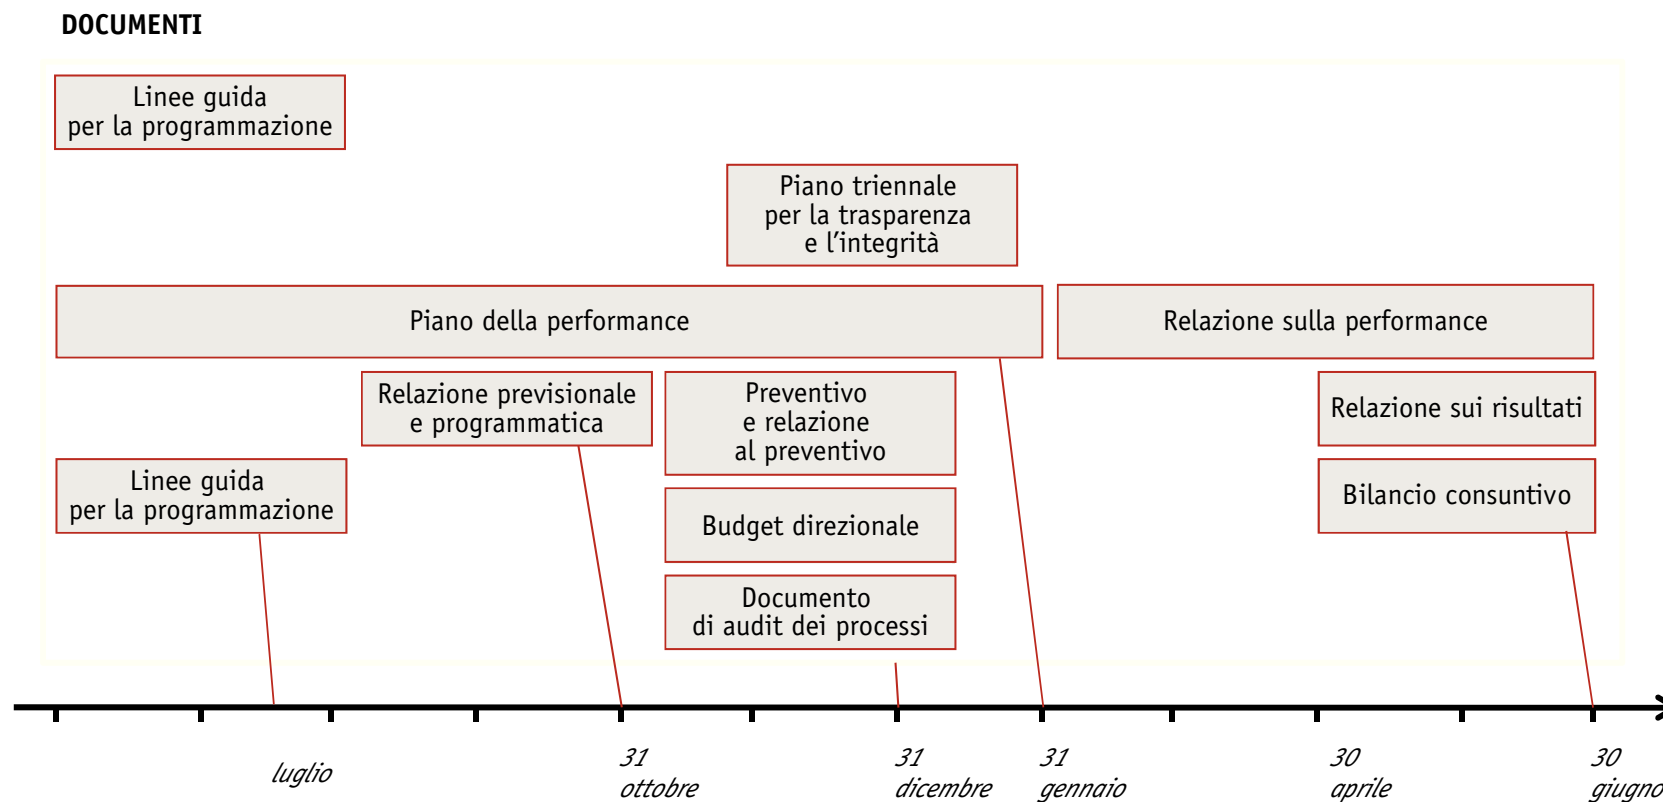 DOCUMENTI
Linee guida
per la programmazione
Piano triennale
per la trasparenza
e l'integrità
Piano della performance
Relazione sulla performance
Relazione previsionale
e programmatica
Preventivo
e relazione
al preventivo
Relazione sui risultati
Linee guida
per la programmazione
Budget direzionale
Bilancio consuntivo
Documento
di audit dei processi
luglio
31
ottobre
31
dicembre
31
gennaio
30
aprile
30
giugno